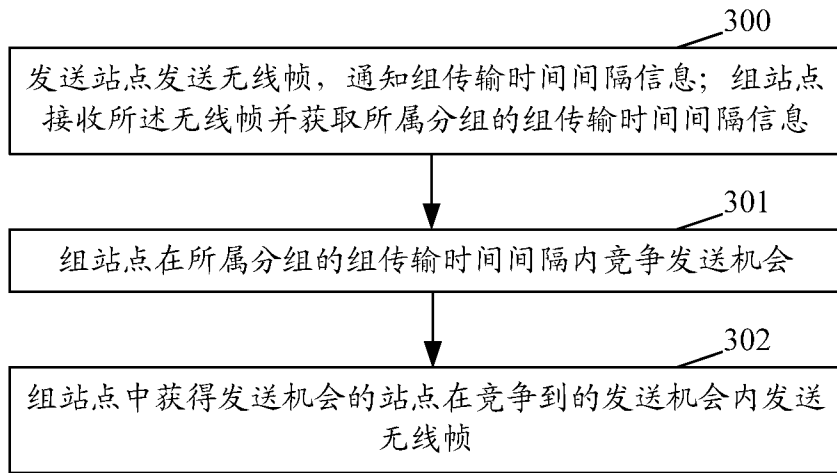 300
发送站点发送无线帧，通知组传输时间间隔信息；组站点
接收所述无线帧并获取所属分组的组传输时间间隔信息
301
组站点在所属分组的组传输时间间隔内竞争发送机会
302
组站点中获得发送机会的站点在竞争到的发送机会内发送
无线帧